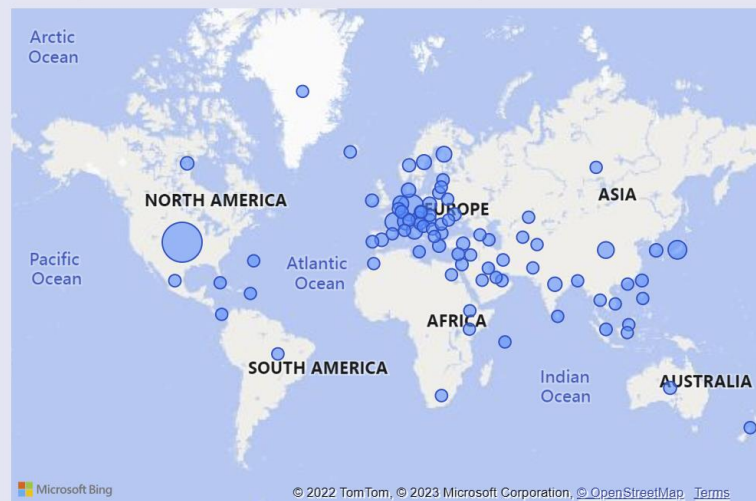 Arctic
Ocean
NORTH AMERICA
EUROPE
ASIA
Pacific
Ocean
Atlantic
Ocean
AFRICA
SOUTH AMERICA
Indian
Ocean
AUSTRALIA
Microsoft Bing
© 2022 TomTom, © 2023 Microsoft Corporation, © OpenStreetMap Terms